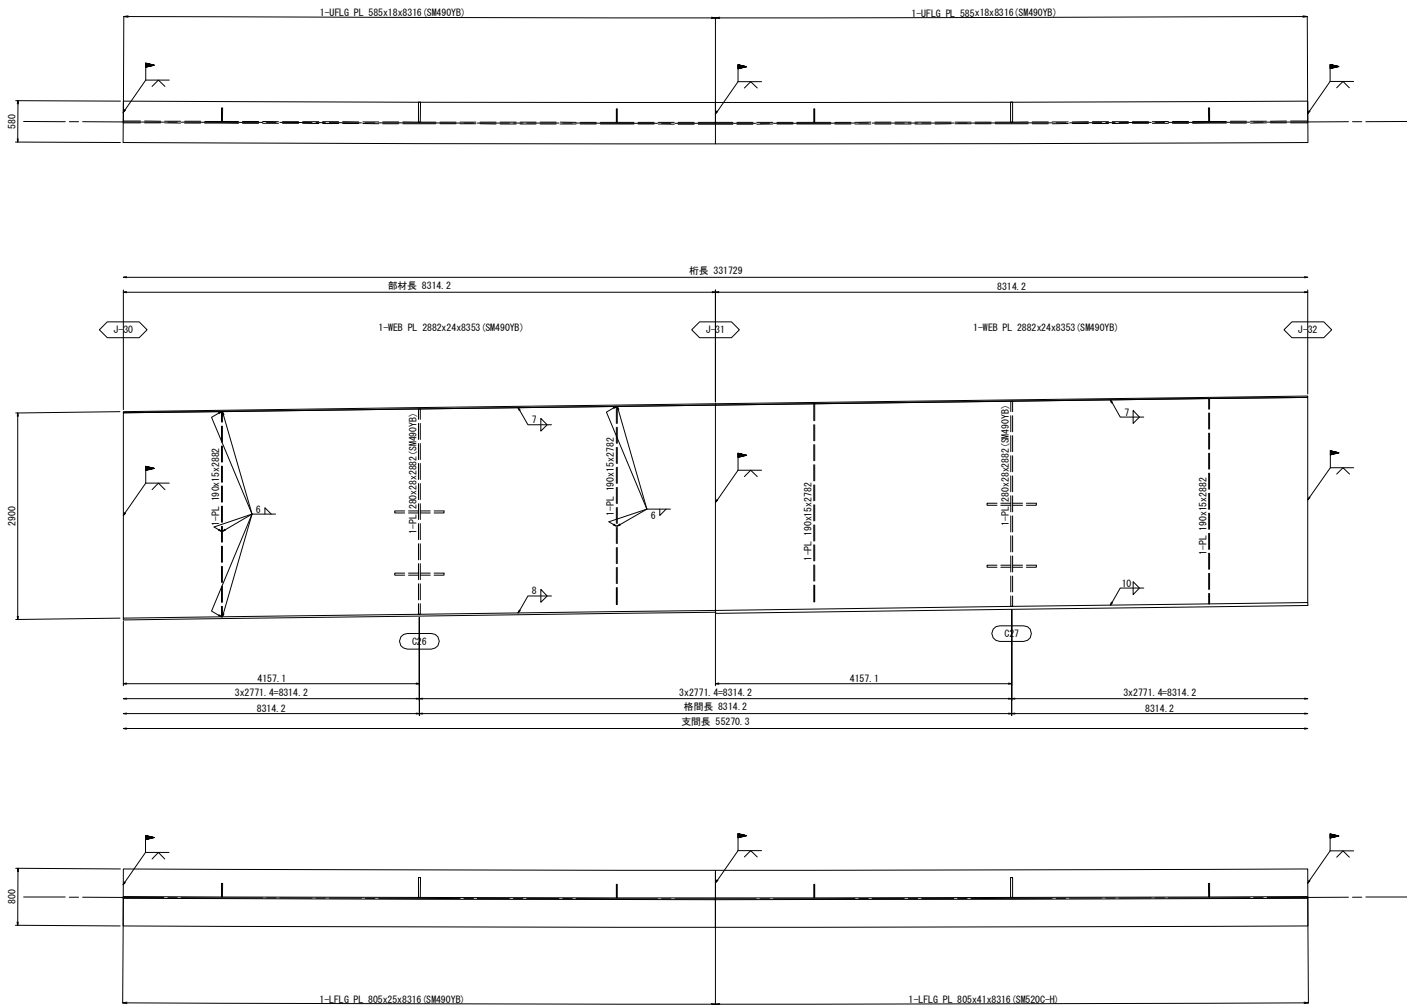 1-UFLG PL 585x18x8316(SM490YB)
1-UFLG PL 585x18x8316(SM490YB)
580
桁長 331729
部材長 8314.2
8314.2
J-30
1-WEB PL 2882x24x8353(SM490YB)
J-31
1-WEB PL 2882x24x8353(SM490YB)
J-32
2900
1-PL 190x15x2882
6
1-PL 280x28x2882(SM490YB)
7
1-PL 190x15x2782
6
1-PL 190x15x2782
1-PL 280x28x2882(SM490YB)
7
1-PL 190x15x2882
8
10
C26
C27
4157.1
4157.1
3x2771.4=8314.2
3x2771.4=8314.2
3x2771.4=8314.2
8314.2
格間長 8314.2
8314.2
支間長 55270.3
800
1-LFLG PL 805x25x8316(SM490YB)
1-LFLG PL 805x41x8316(SM520C-H)